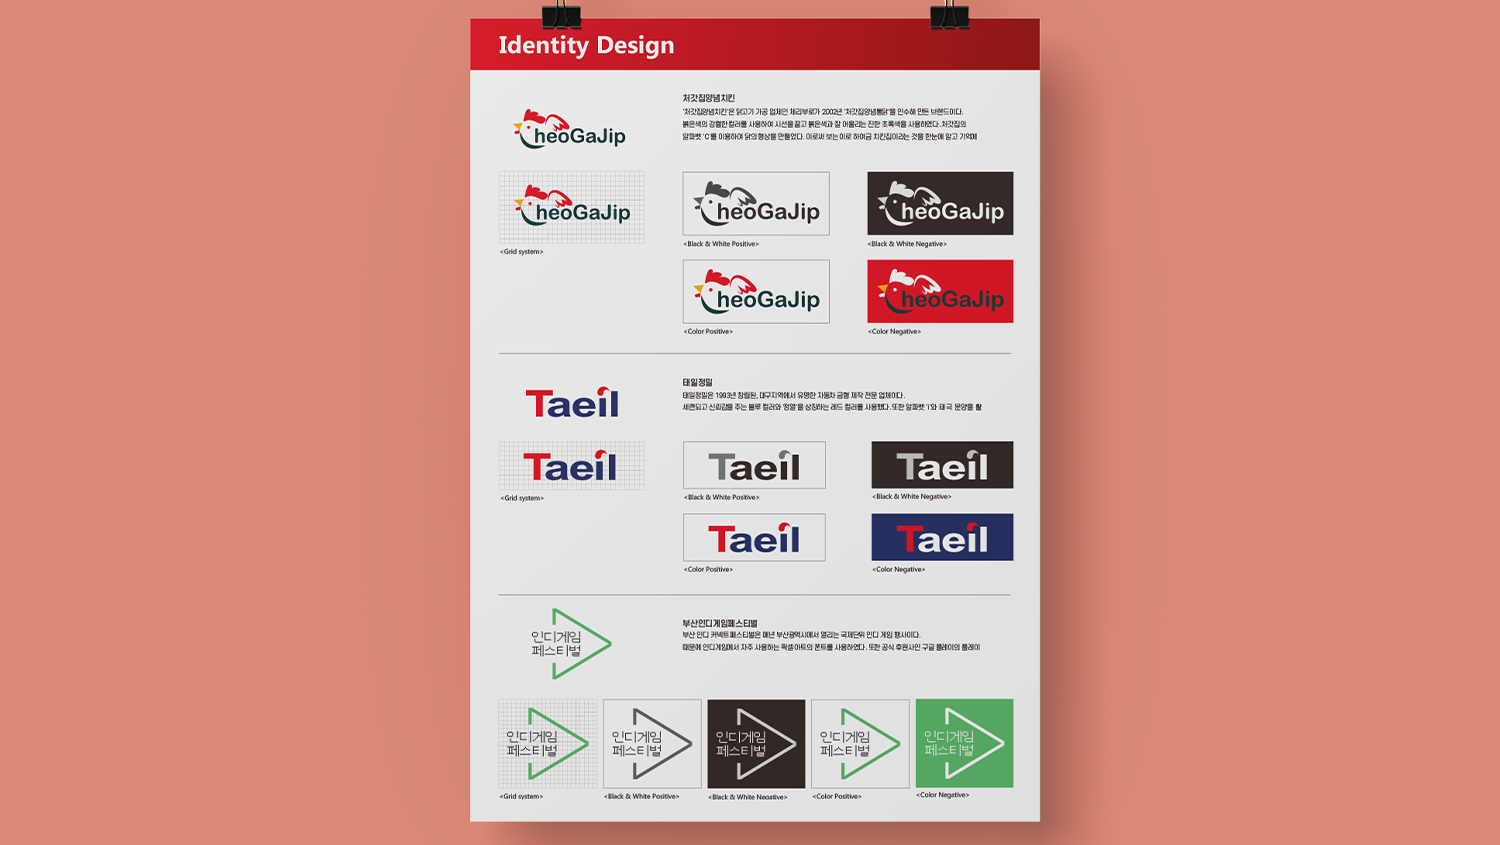 Identity Design
CheoGaJip
처갓집양념치킨
'처갓집양념치킨'은 닭고기 가공 업체인 체리부로가 2002년 '처갓집양념통닭'을 인수해 만든 브랜드이다.
붉은색의 강렬한 컬러를 사용하여 시선을 끌고 붉은색과 잘 어울리는 진한 초록색을 사용하였다. 처갓집의
알파벳 'C'를 이용하여 닭의 형상을 만들었다. 이로써 보는 이로 하여금 치킨집이라는 것을 한눈에 알고 기억에
CheoGaJip
<Grid system>
CheoGaJip
<Black & White Positive>
CheoGaJip
<Black & White Negative>
CheoGaJip
<Color Positive>
CheoGaJip
<Color Negative>
Taeil
태일정밀
태일정밀은 1993년 창립된, 대구지역에서 유명한 자동차 금형 제작 전문 업체이다.
세련되고 신뢰감을 주는 블루 컬러와 '정열'을 상징하는 레드 컬러를 사용했다. 또한 알파벳 'i'와 태극 문양을 활
Taeil
<Grid system>
Taeil
<Black & White Positive>
Taeil
<Black & White Negative>
Taeil
<Color Positive>
Taeil
<Color Negative>
인디게임
페스티벌
부산인디게임페스티벌
부산 인디 커넥트 페스티벌은 매년 부산광역시에서 열리는 국제단위 인디 게임 행사이다.
때문에 인디게임에서 자주 사용하는 픽셀아트의 폰트를 사용하였다. 또한 공식 후원사인 구글 플레이의 플레이
인디게임
페스티벌
<Grid system>
인디게임
페스티벌
<Black & White Positive>
인디게임
페스티벌
<Black & White Negative>
인디게임
페스티벌
<Color Positive>
인디게임
페스티벌
<Color Negative>